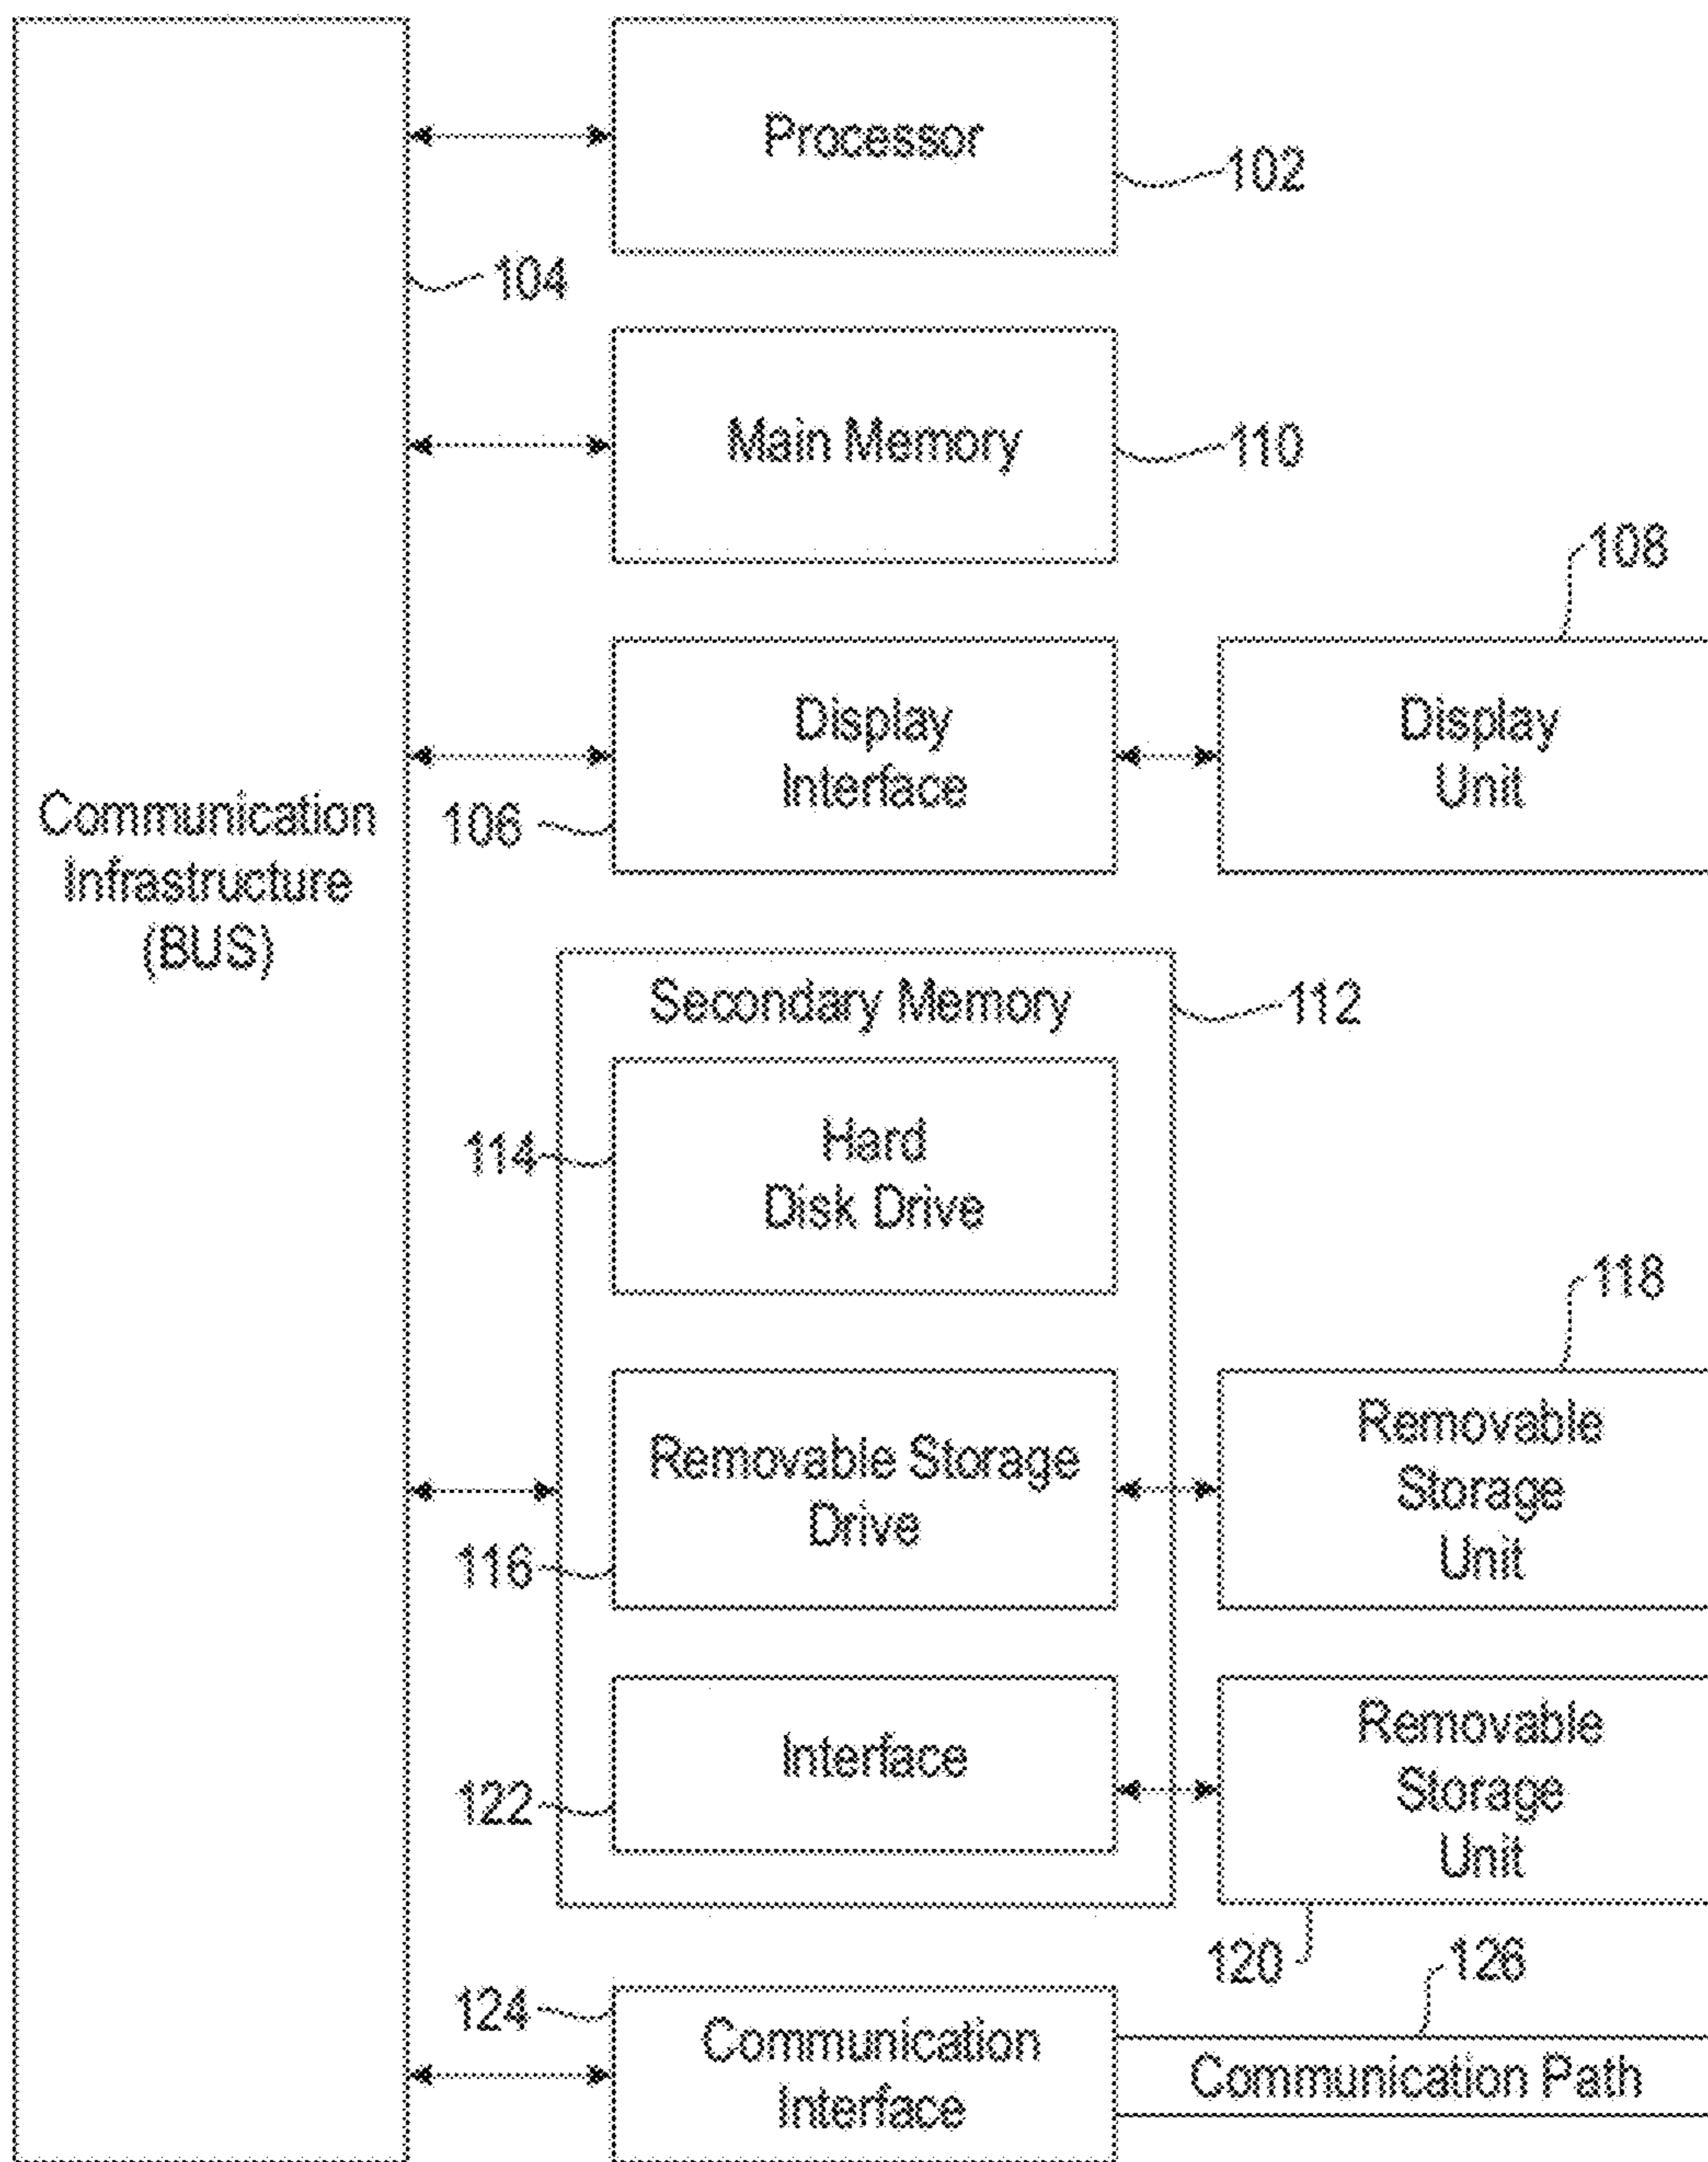 Processor
102
104
Main Memory
110
108
Display
Interface
106
Display
Unit
Communication
Infrastructure
(BUS)
Secondary Memory
112
Hard
Disk Drive
114
118
Removable Storage
Drive
116
Removable
Storage
Unit
Interface
122
Removable
Storage
Unit
120
126
124
Communication
Interface
Communication Path